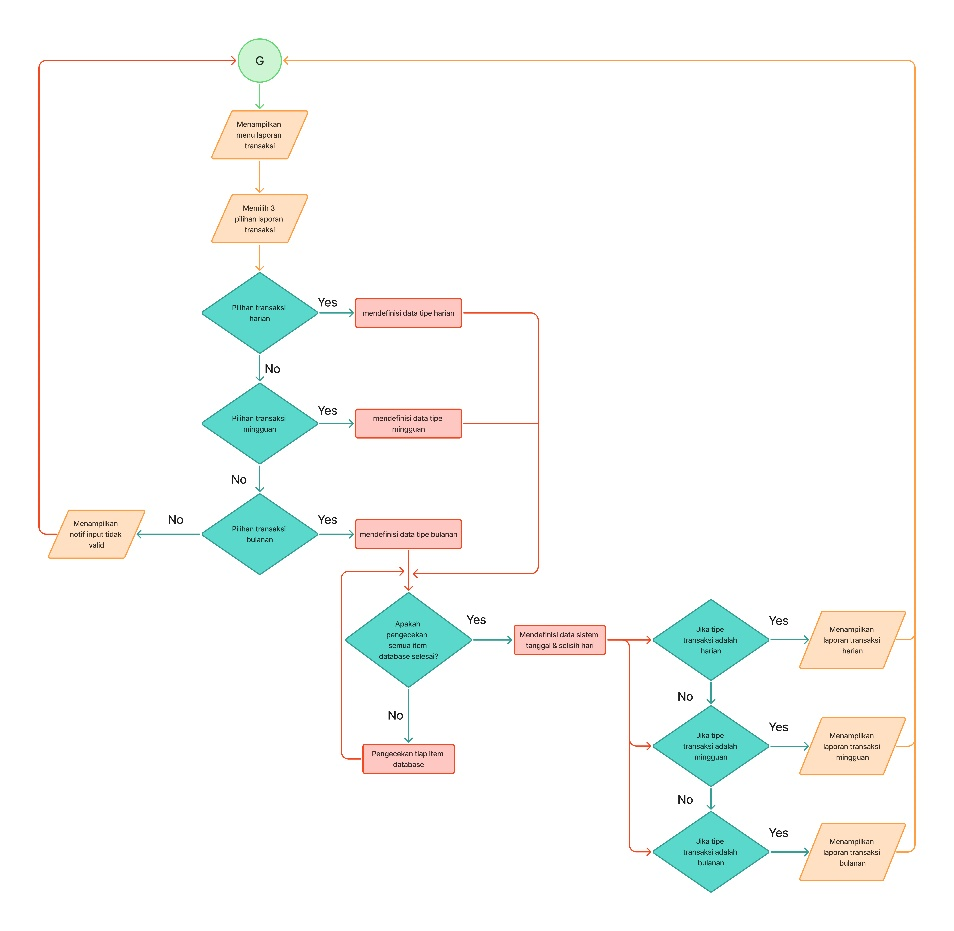 G
Menampilkan
menu laporan
transaksi
Memilih 3
pilihan laporan
transaksi
Pilihan transaksi
harian
Yes
mendefinisi data tipe harian
No
Pilihan transaksi
mingguan
Yes
mendefinisi data tipe
mingguan
No
Pilihan transaksi
bulanan
Yes
mendefinisi data tipe bulanan
No
Menampilkan
notif input tidak
valid
Apakan
pengecekan
semua item
database selesai?
Yes
Mendefinisi data sistem
tanggal & selisih hari
No
Pengecekan tiap item
database
Jika tipe
transaksi adalah
harian
Yes
Menampilkan
laporan transaksi
harian
No
Jika tipe
transaksi adalah
mingguan
Yes
Menampilkan
laporan transaksi
mingguan
No
Jika tipe
transaksi adalah
bulanan
Yes
Menampilkan
laporan transaksi
bulanan